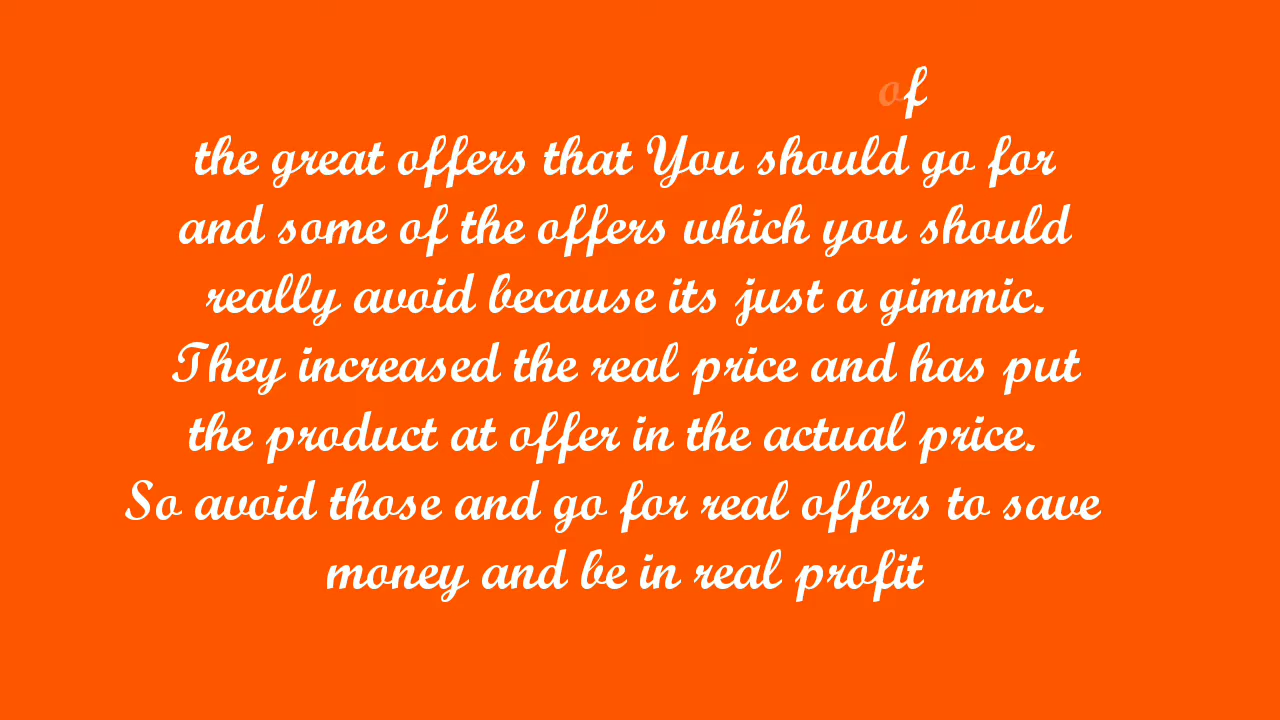 of
the great offers that You should go for
and some of the offers which you should
really avoid because its just a gimmic.
They increased the real price and has put
the product at offer in the actual price.
So avoid those and go for real offers to save
money and be in real profit